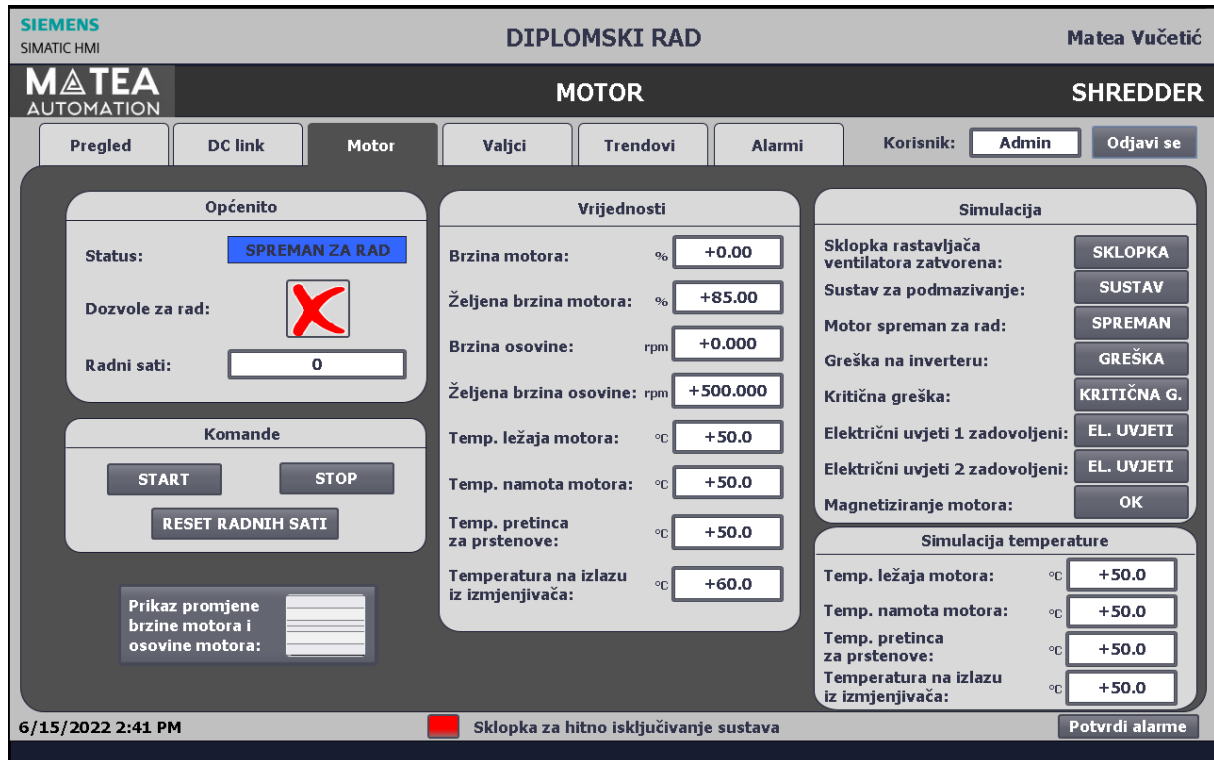 SIEMENS
SIMATIC HMI
DIPLOMSKI RAD
Matea Vučetić
MATEA
AUTOMATION
MOTOR
SHREDDER
Pregled
DC link
Motor
Valjci
Trendovi
Alarmi
Korisnik:
Admin
Odjavi se
Općenito
Status:
SPREMAN ZA RAD
Dozvole za rad:
Radni sati:
0
Komande
START
STOP
RESET RADNIH SATI
Prikaz promjene
brzine motora i
osovine motora:
Vrijednosti
Brzina motora: % +0.00
Željena brzina motora: % +85.00
Brzina osovine: rpm +0.000
Željena brzina osovine: rpm +500.000
Temp. ležaja motora: °C +50.0
Temp. namota motora: °C +50.0
Temp. pretinca
za prstenove: °C +50.0
Temperatura na izlazu
iz izmjenjivača: °C +60.0
Simulacija
Sklopka rastavljača
ventilatora zatvorena: SKLOPKA
Sustav za podmazivanje: SUSTAV
Motor spreman za rad: SPREMAN
Greška na inverteru: GREŠKA
Kritična greška: KRITIČNA G.
Električni uvjeti 1 zadovoljeni: EL. UVJETI
Električni uvjeti 2 zadovoljeni: EL. UVJETI
Magnetiziranje motora: OK
Simulacija temperature
Temp. ležaja motora: °C +50.0
Temp. namota motora: °C +50.0
Temp. pretinca
za prstenove: °C +50.0
Temperatura na izlazu
iz izmjenjivača: °C +50.0
6/15/2022 2:41 PM
Sklopka za hitno isključivanje sustava
Potvrdi alarme